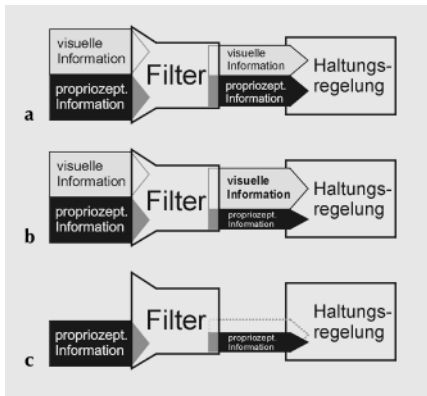 visuelle
Information
propriozept.
Information
Filter
visuelle
Information
propriozept.
Information
Haltungs-
regelung
a
visuelle
Information
propriozept.
Information
Filter
visuelle
Information
propriozept.
Information
Haltungs-
regelung
b
propriozept.
Information
Filter
propriozept.
Information
Haltungs-
regelung
c